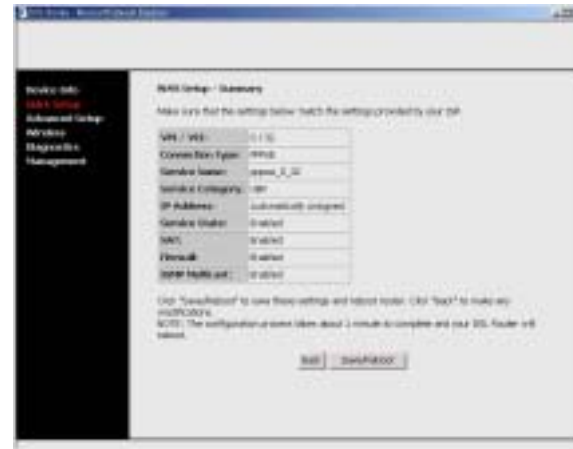 Device Info
WAN Setup
Advanced Setup
Wireless
Diagnostics
Management
WAN Setup - Summary
Make sure that the settings below match the settings provided by your ISP.
VPI / VCI:
Connection Type: PPPoE
Service Name:
Service Category: UBR
IP Address: Automatically Assigned
Service State: Enabled
NAT: Enabled
Firewall: Enabled
IGMP Multicast: Enabled
Click "Save/Reboot" to save these settings and reboot router. Click "Back" to make any
modifications.
NOTE: The configuration process takes about 1 minute to complete and your DSL Router will
reboot.
Back Save/Reboot